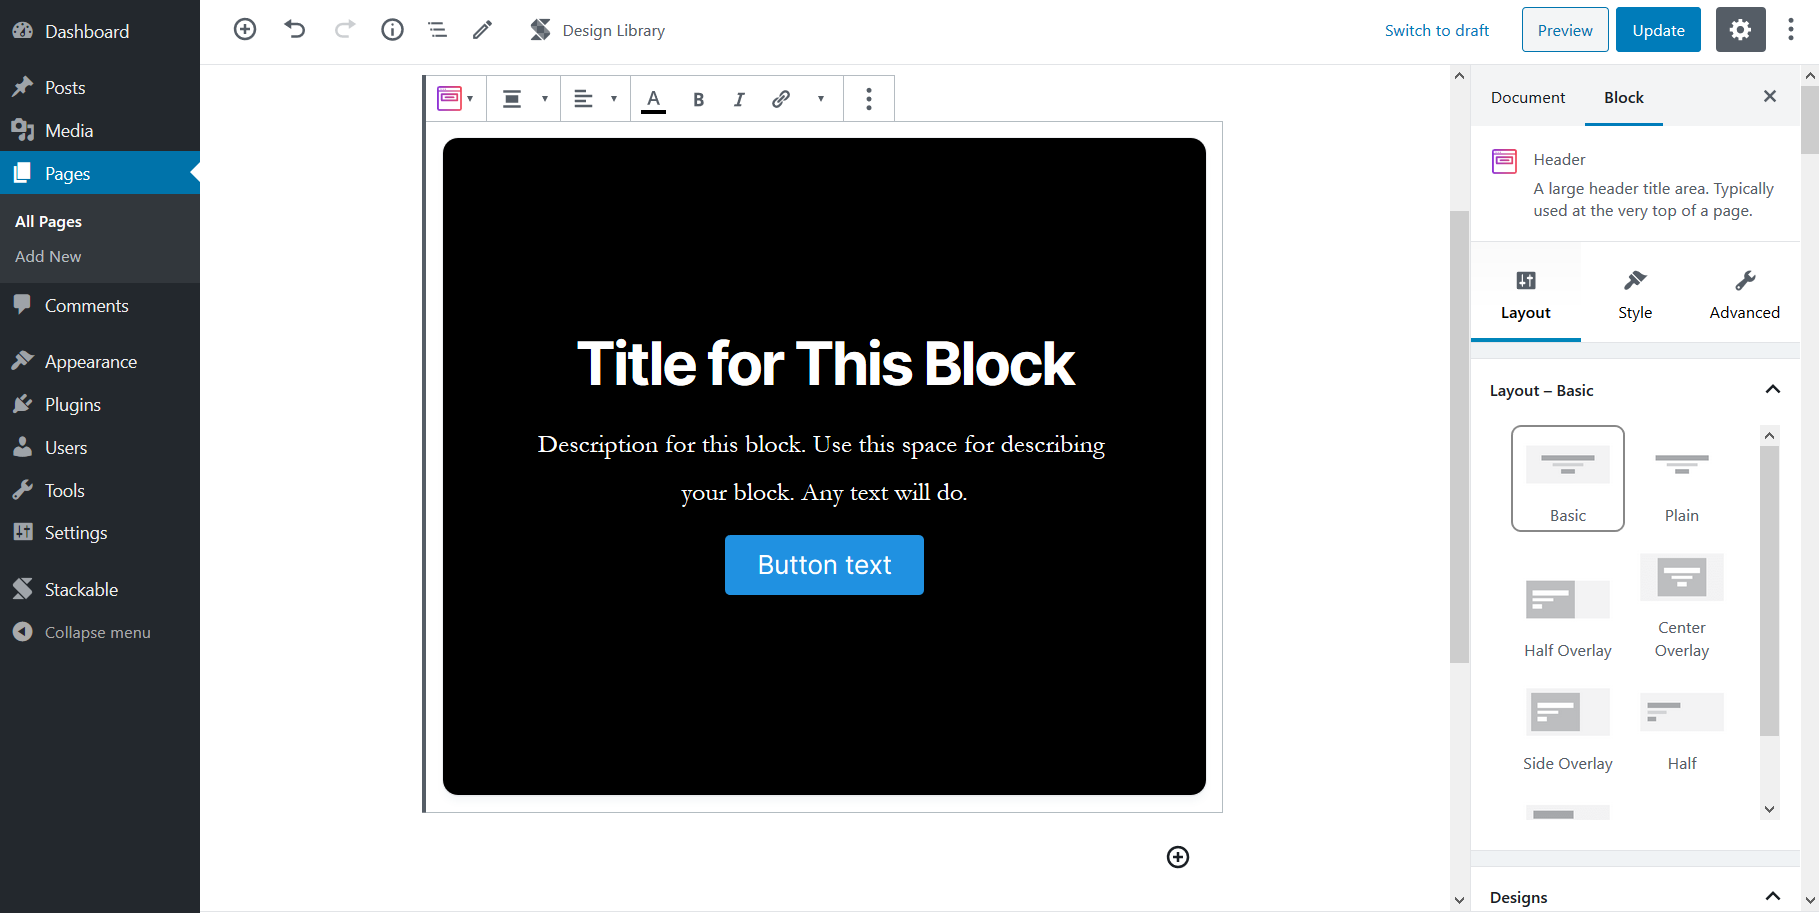 Dashboard
Posts
Media
Pages
All Pages
Add New
Comments
Appearance
Plugins
Users
Tools
Settings
Stackable
Collapse menu
Design Library
Switch to draft
Preview
Update
A B I
Title for This Block
Description for this block. Use this space for describing
your block. Any text will do.
Button text
Document Block
Header
A large header title area. Typically
used at the very top of a page.
Layout Style Advanced
Layout – Basic
Basic
Plain
Half Overlay
Center
Overlay
Side Overlay
Half
Designs